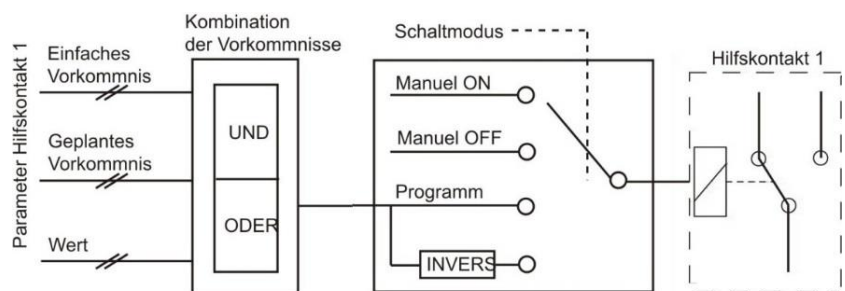 Parameter Hilfskontakt 1
Einfaches
Vorkommnis
Geplantes
Vorkommnis
Wert
Kombination
der Vorkommnisse
UND
ODER
Schaltmodus
Manuel ON
Manuel OFF
Programm
INVERS
Hilfskontakt 1